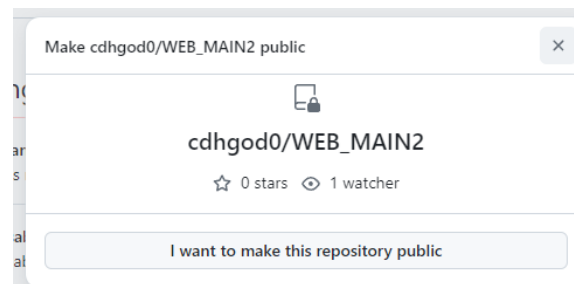 Make cdhgod0/WEB_MAIN2 public
cdhgod0/WEB_MAIN2
0 stars 1 watcher
I want to make this repository public